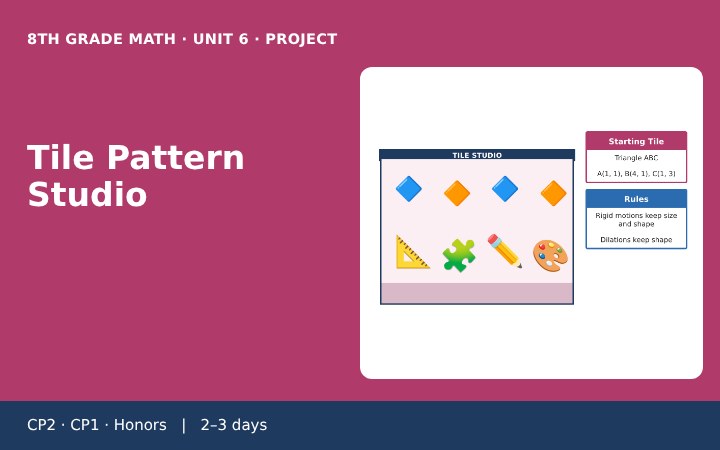 8TH GRADE MATH · UNIT 6 · PROJECT
Tile Pattern
Studio
TILE STUDIO
Starting Tile
Triangle ABC
A(1, 1), B(4, 1), C(1, 3)
Rules
Rigid motions keep size
and shape
Dilations keep shape
CP2 · CP1 · Honors | 2–3 days